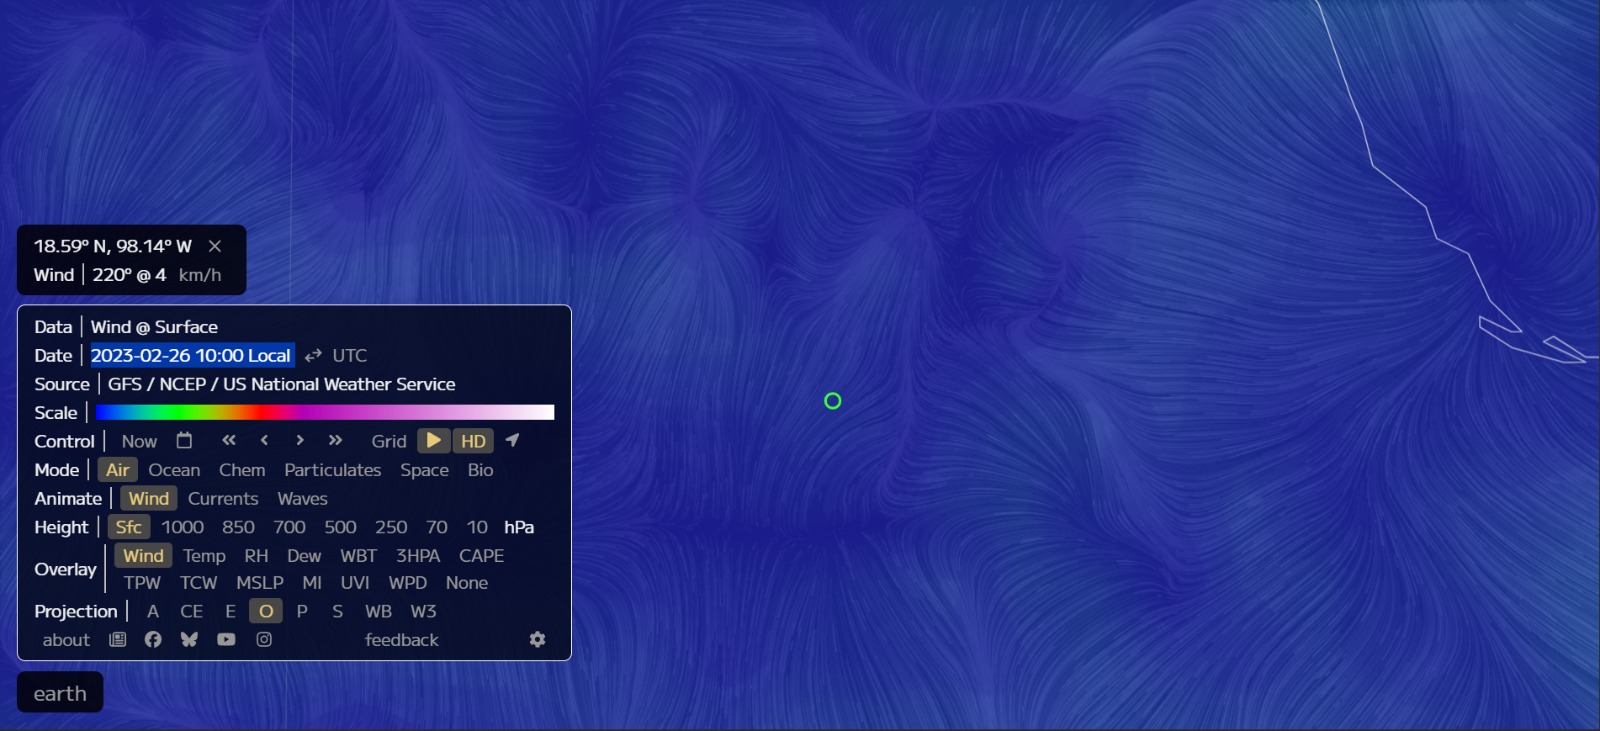 18.59° N, 98.14° W ×
Wind | 220° @ 4 km/h
Data | Wind @ Surface
Date | 2023-02-26 10:00 Local ⇄ UTC
Source | GFS / NCEP / US National Weather Service
Scale |
Control | Now « ‹ › » Grid HD
Mode | Air Ocean Chem Particulates Space Bio
Animate | Wind Currents Waves
Height | Sfc 1000 850 700 500 250 70 10 hPa
Overlay | Wind Temp RH Dew WBT 3HPA CAPE
TPW TCW MSLP MI UVI WPD None
Projection | A CE E O P S WB W3
about feedback
earth